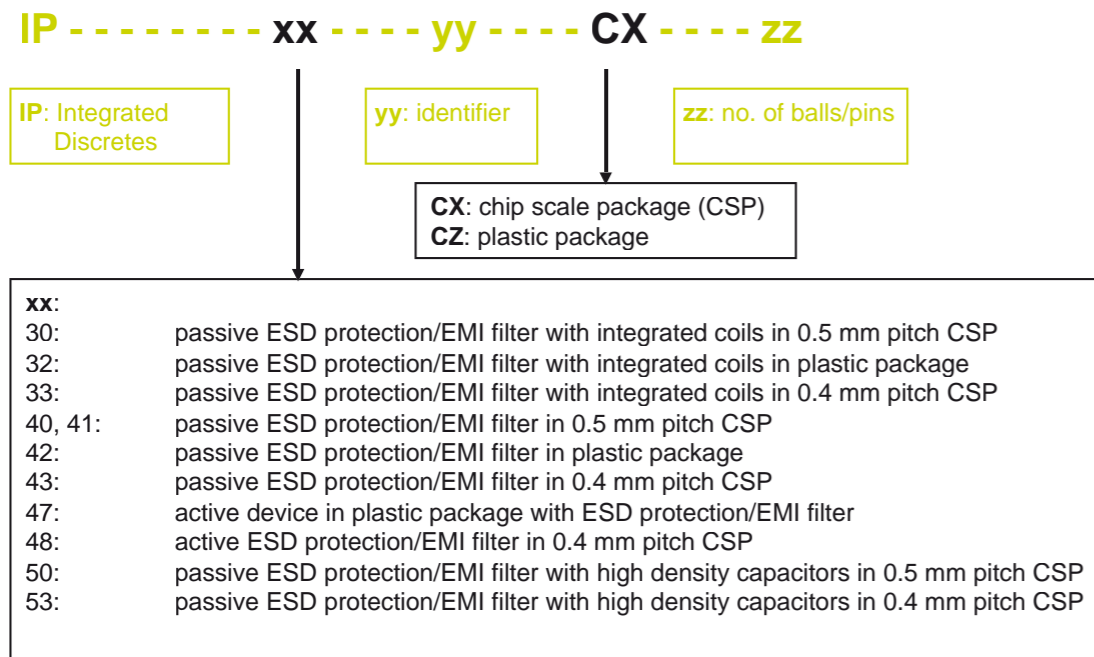 IP - - - - - - - - xx - - - - yy - - - - CX - - - - zz
IP: Integrated
Discretes
yy: identifier
zz: no. of balls/pins
CX: chip scale package (CSP)
CZ: plastic package
xx:
30: passive ESD protection/EMI filter with integrated coils in 0.5 mm pitch CSP
32: passive ESD protection/EMI filter with integrated coils in plastic package
33: passive ESD protection/EMI filter with integrated coils in 0.4 mm pitch CSP
40, 41: passive ESD protection/EMI filter in 0.5 mm pitch CSP
42: passive ESD protection/EMI filter in plastic package
43: passive ESD protection/EMI filter in 0.4 mm pitch CSP
47: active device in plastic package with ESD protection/EMI filter
48: active ESD protection/EMI filter in 0.4 mm pitch CSP
50: passive ESD protection/EMI filter with high density capacitors in 0.5 mm pitch CSP
53: passive ESD protection/EMI filter with high density capacitors in 0.4 mm pitch CSP